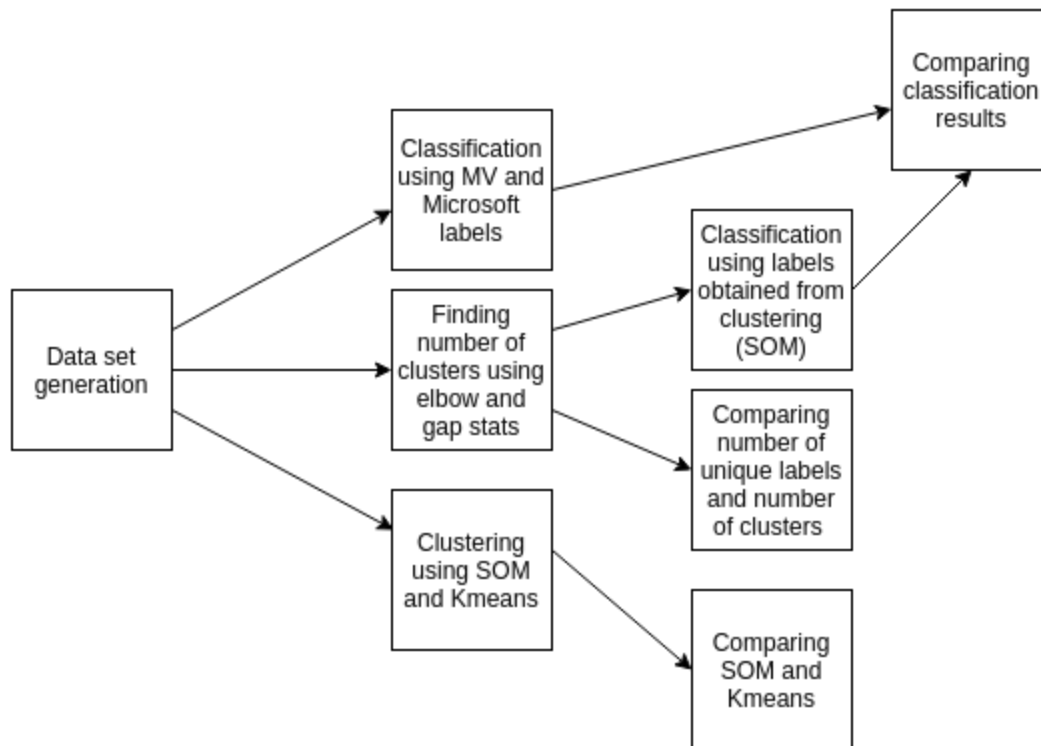 Data set
generation
Classification
using MV and
Microsoft
labels
Finding
number of
clusters using
elbow and
gap stats
Clustering
using SOM
and Kmeans
Classification
using labels
obtained from
clustering
(SOM)
Comparing
number of
unique labels
and number
of clusters
Comparing
SOM and
Kmeans
Comparing
classification
results